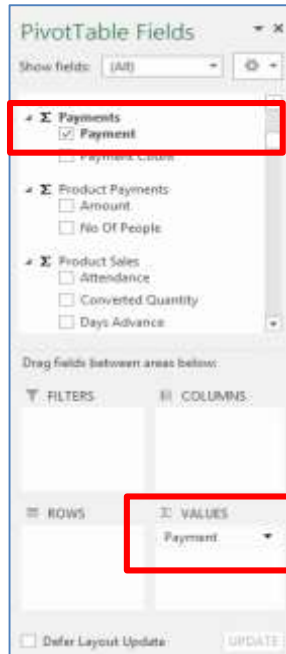 PivotTable Fields
Show fields: (All)
Σ Payments
Payment
Payment Count
Σ Product Payments
Amount
No Of People
Σ Product Sales
Attendance
Converted Quantity
Days Advance
Drag fields between areas below:
FILTERS COLUMNS
ROWS Σ VALUES
Payment
Defer Layout Update UPDATE